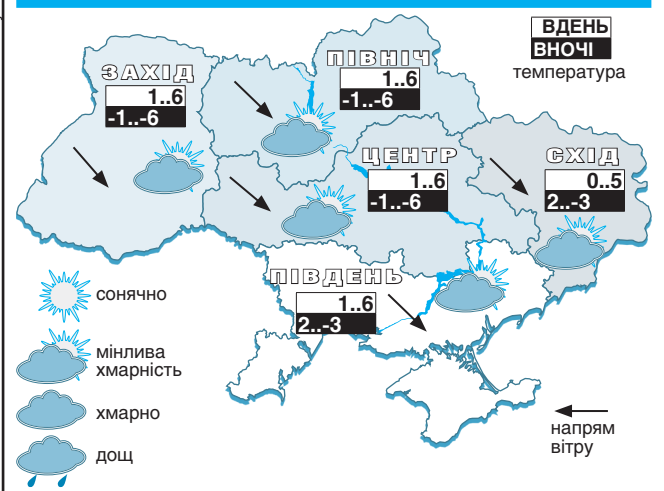 ВДЕНЬ
ВНОЧІ
температура
ПІВНІЧ
1..6
-1..-6
ЗАХІД
1..6
-1..-6
ЦЕНТР
1..6
-1..-6
СХІД
0..5
2..-3
ПІВДЕНЬ
1..6
2..-3
сонячно
мінлива
хмарність
хмарно
дощ
напрям
вітру